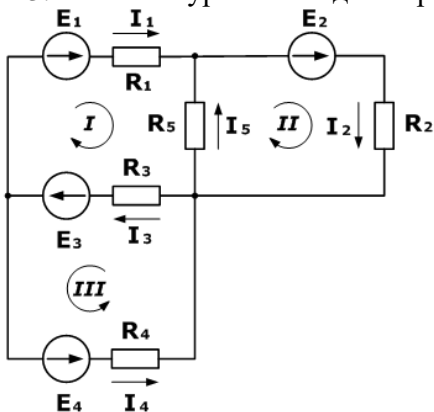 E₁ I₁ E₂
R₁
I R₅ I₅ II I₂ R₂
R₃
E₃ I₃
III
R₄
E₄ I₄